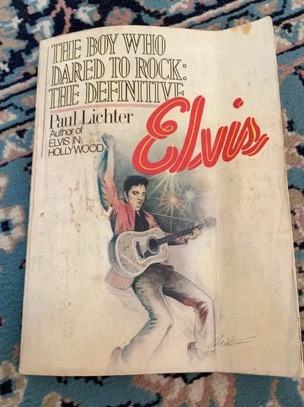 THE BOY WHO
DARED TO ROCK:
THE DEFINITIVE
Elvis
Paul Lichter
Author of
ELVIS IN
HOLLYWOOD